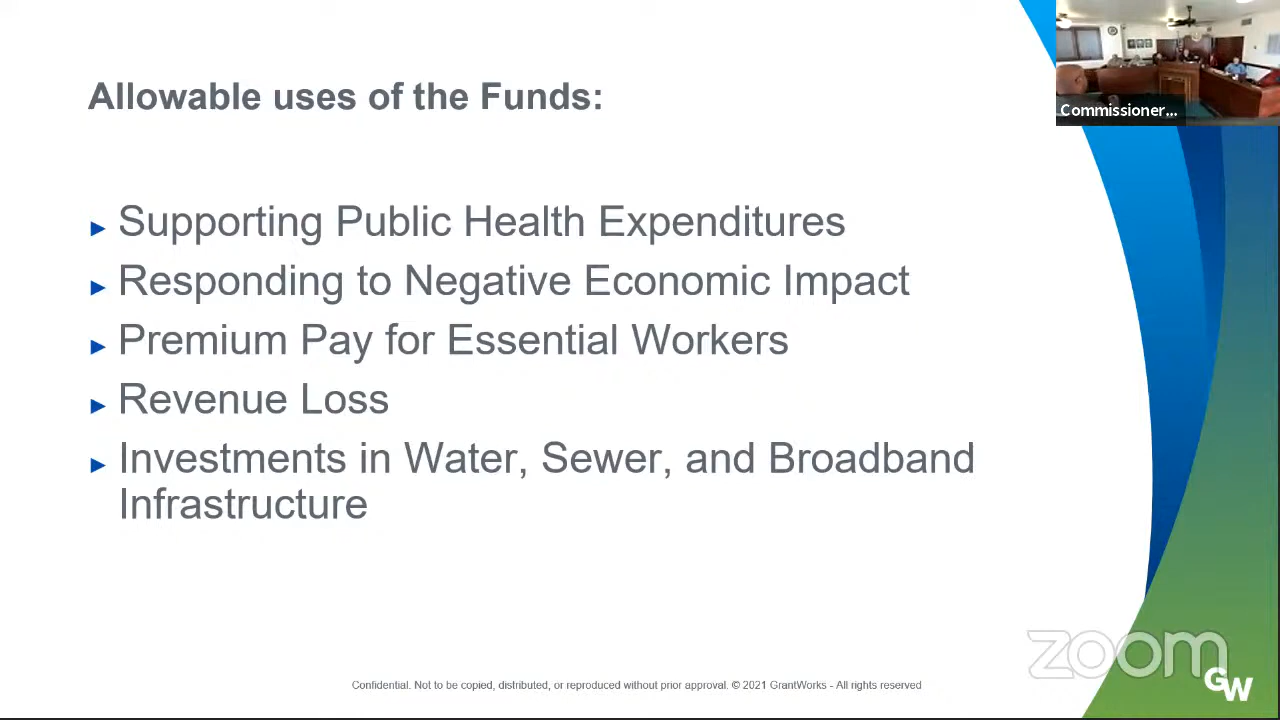 Allowable uses of the Funds:
Commissioner...
► Supporting Public Health Expenditures
► Responding to Negative Economic Impact
► Premium Pay for Essential Workers
► Revenue Loss
► Investments in Water, Sewer, and Broadband
Infrastructure
zoom
GW
Confidential. Not to be copied, distributed, or reproduced without prior approval. © 2021 GrantWorks - All rights reserved